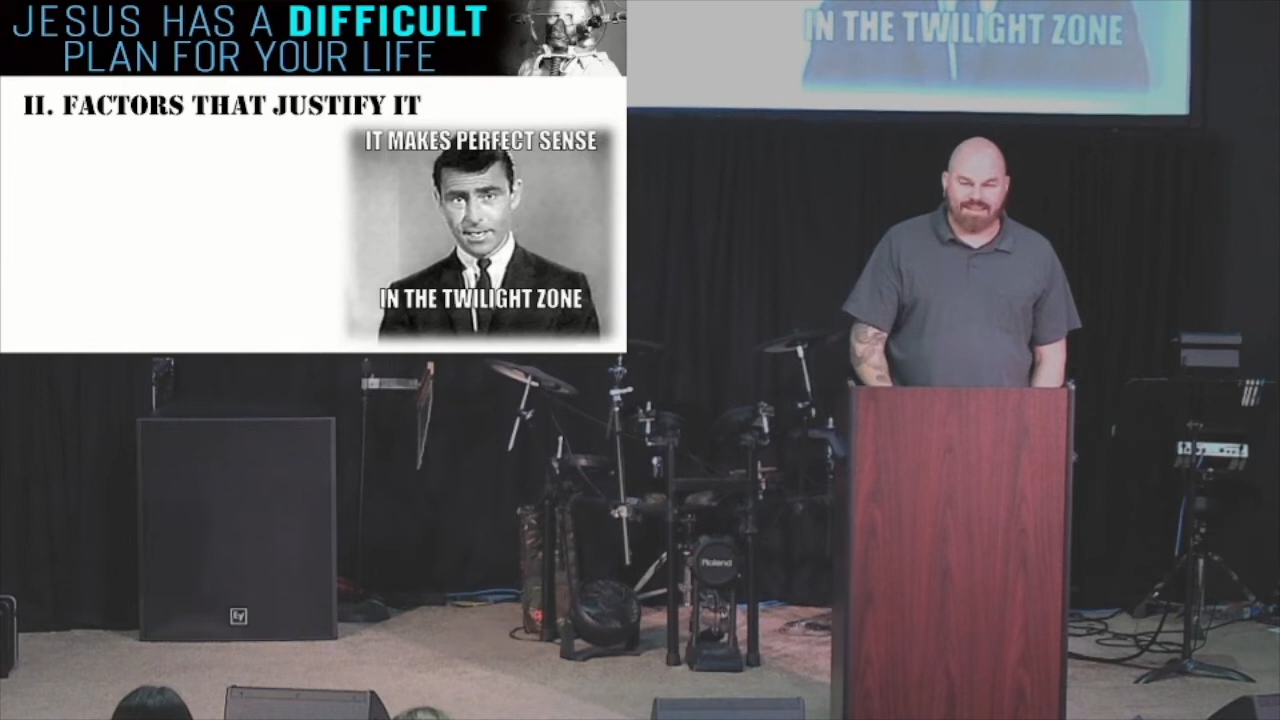 JESUS HAS A DIFFICULT
PLAN FOR YOUR LIFE
II. FACTORS THAT JUSTIFY IT
IT MAKES PERFECT SENSE
IN THE TWILIGHT ZONE
IN THE TWILIGHT ZONE
Roland
EV